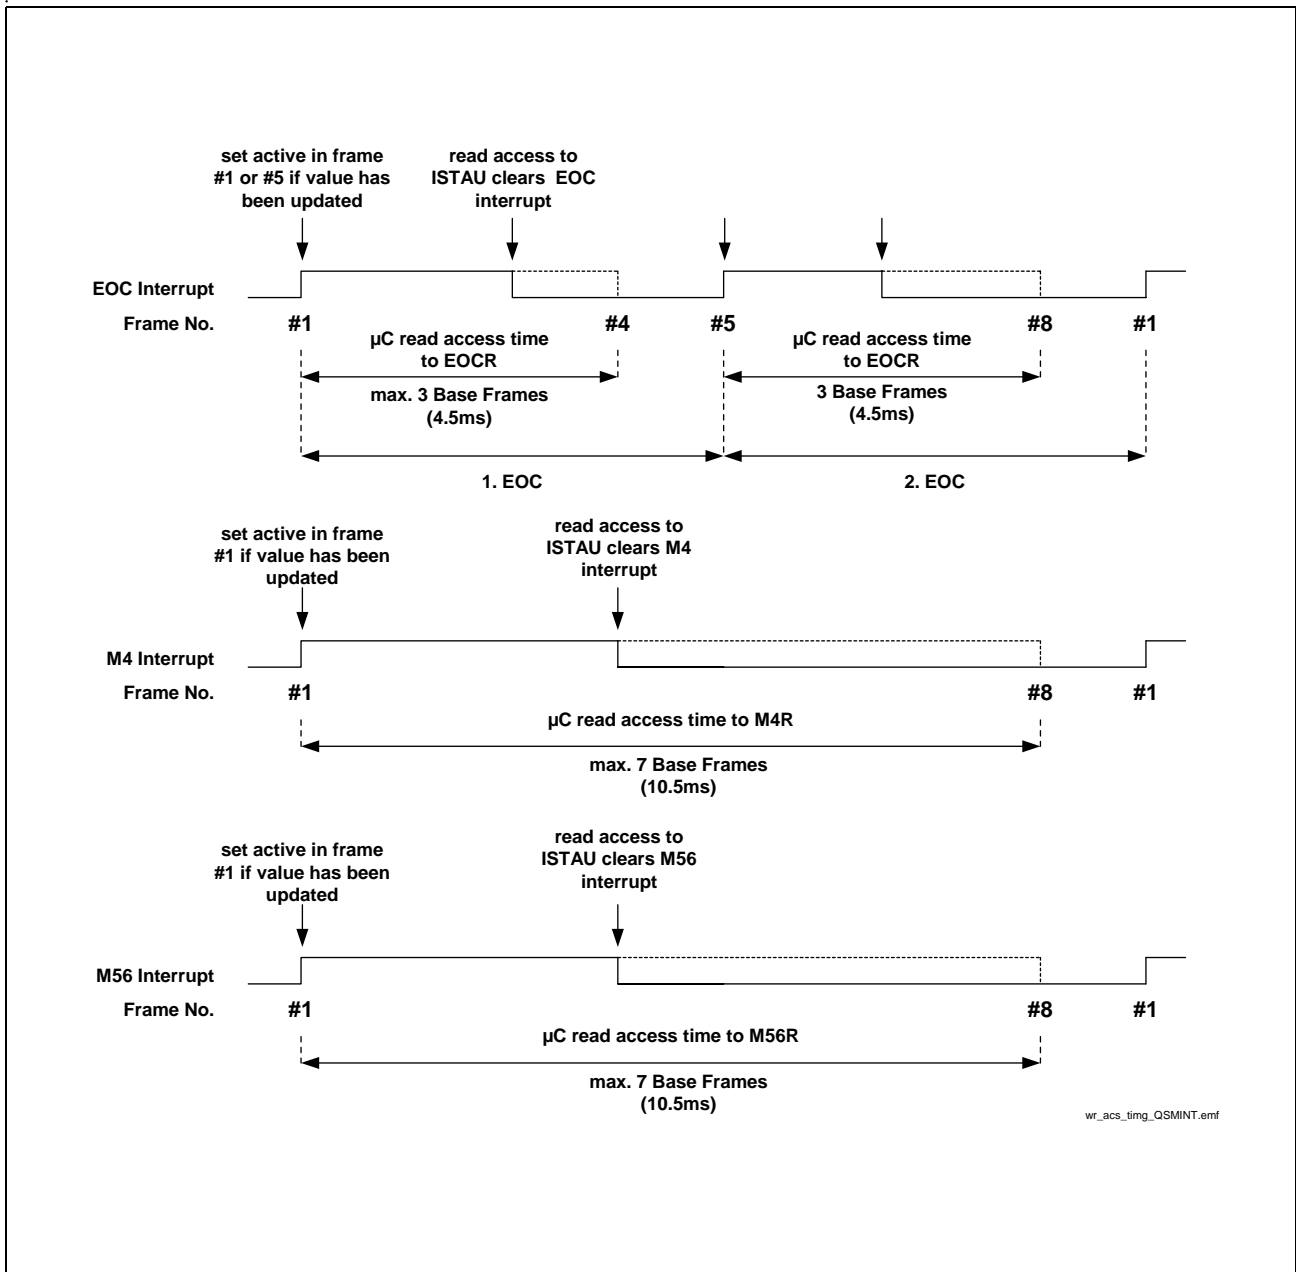 set active in frame
#1 or #5 if value has
been updated
read access to
ISTAU clears EOC
interrupt
EOC Interrupt
Frame No.
#1
#4
#5
#8
#1
µC read access time
to EOCR
max. 3 Base Frames
(4.5ms)
µC read access time
to EOCR
3 Base Frames
(4.5ms)
1. EOC
2. EOC
set active in frame
#1 if value has been
updated
read access to
ISTAU clears M4
interrupt
M4 Interrupt
Frame No.
#1
#8
#1
µC read access time to M4R
max. 7 Base Frames
(10.5ms)
set active in frame
#1 if value has been
updated
read access to
ISTAU clears M56
interrupt
M56 Interrupt
Frame No.
#1
#8
#1
µC read access time to M56R
max. 7 Base Frames
(10.5ms)
wr_acs_timg_QSMINT.emf